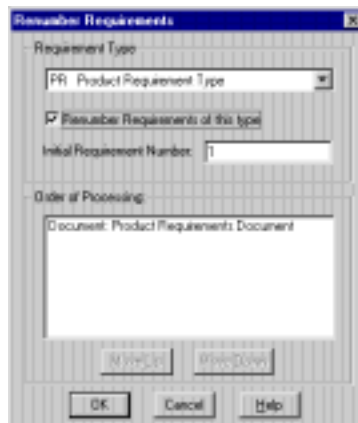 Renumber Requirements
Requirement Type
PR Product Requirement Type
Renumber Requirements of this type
Initial Requirement Number: 1
Order of Processing:
Document: Product Requirements Document
Move Up Move Down
OK Cancel Help